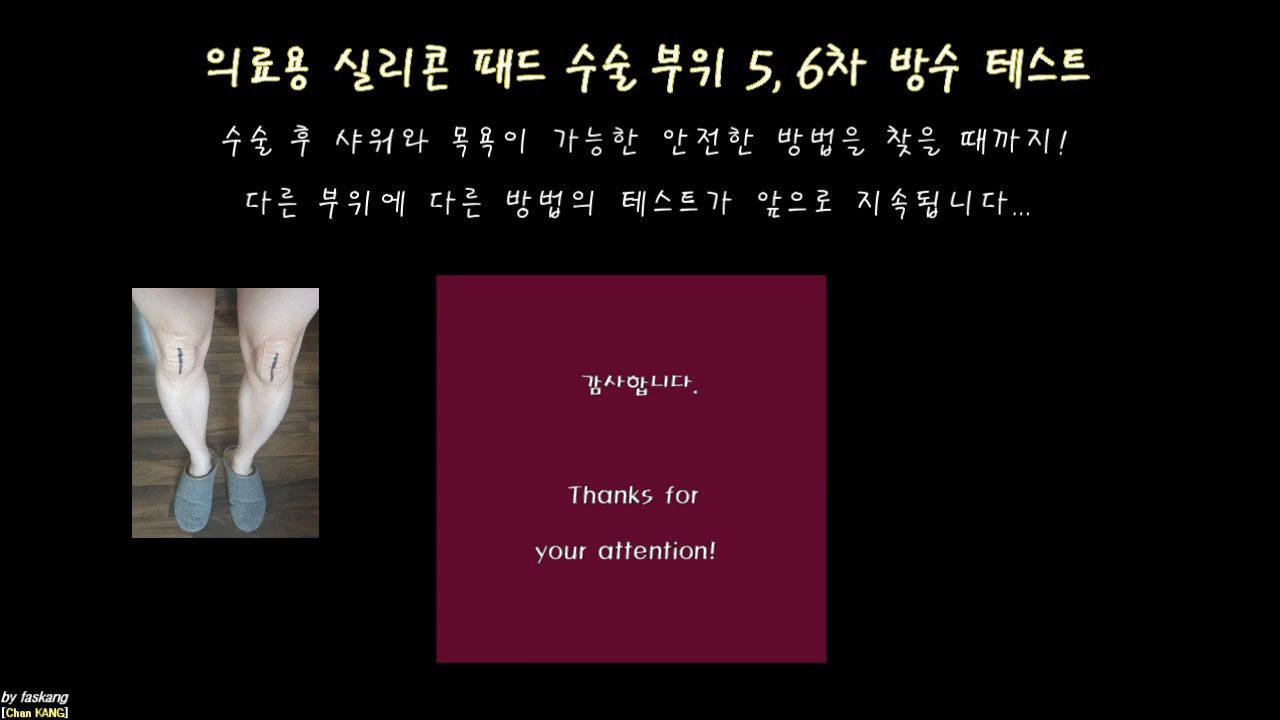 의료용 실리콘 패드 수술 부위 5, 6차 방수 테스트
수술 후 샤워와 목욕이 가능한 안전한 방법을 찾을 때까지!
다른 부위에 다른 방법의 테스트가 앞으로 지속됩니다...
감사합니다.
Thanks for
your attention!
by faskang
[Chan KANG]